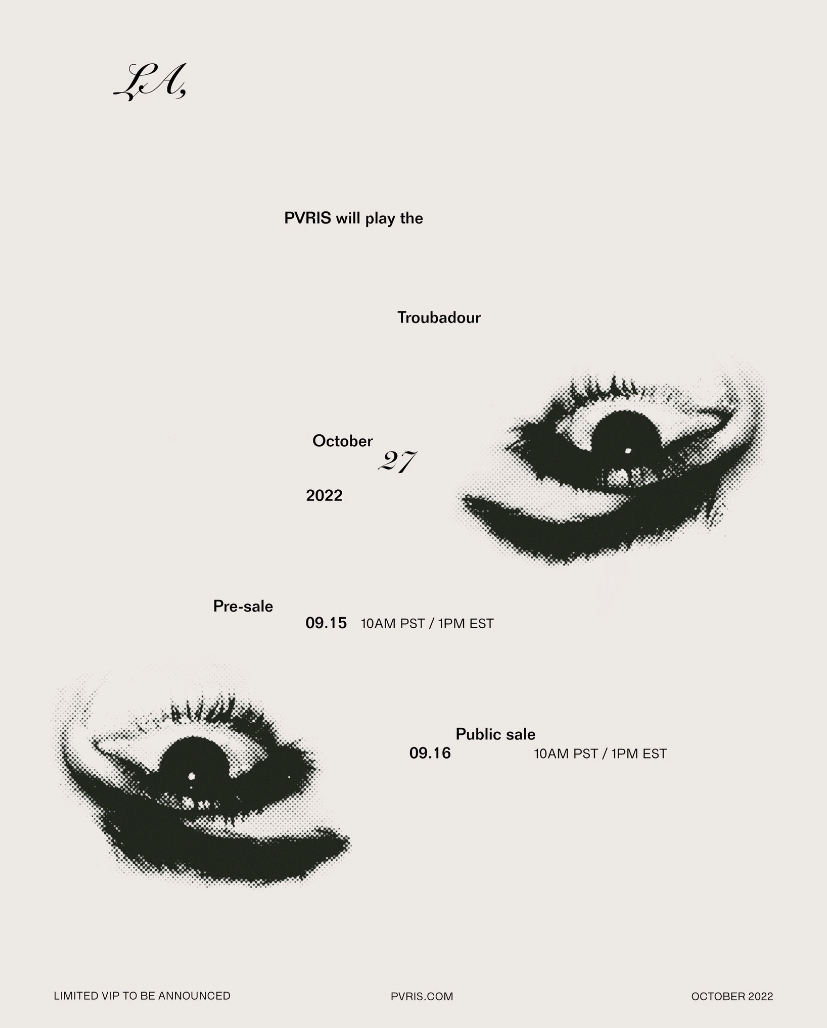 LA,
PVRIS will play the
Troubadour
October
27
2022
Pre-sale
09.15 10AM PST / 1PM EST
Public sale
09.16 10AM PST / 1PM EST
LIMITED VIP TO BE ANNOUNCED PVRIS.COM OCTOBER 2022